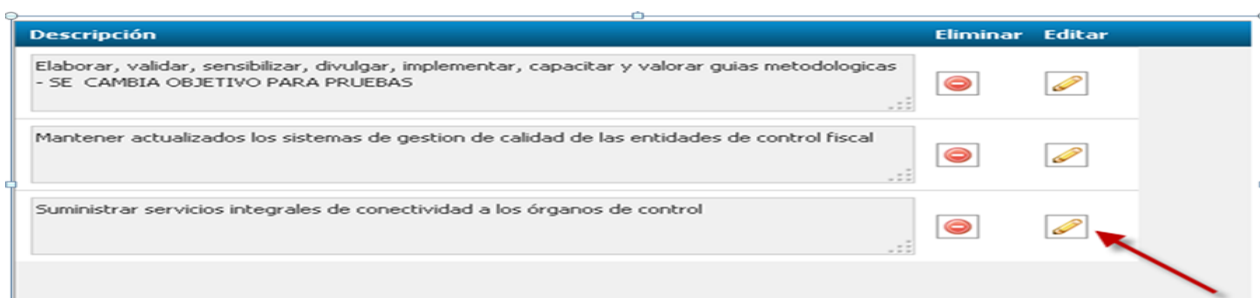 Descripción Eliminar Editar
Elaborar, validar, sensibilizar, divulgar, implementar, capacitar y valorar guias metodologicas
- SE CAMBIA OBJETIVO PARA PRUEBAS
Mantener actualizados los sistemas de gestion de calidad de las entidades de control fiscal
Suministrar servicios integrales de conectividad a los órganos de control